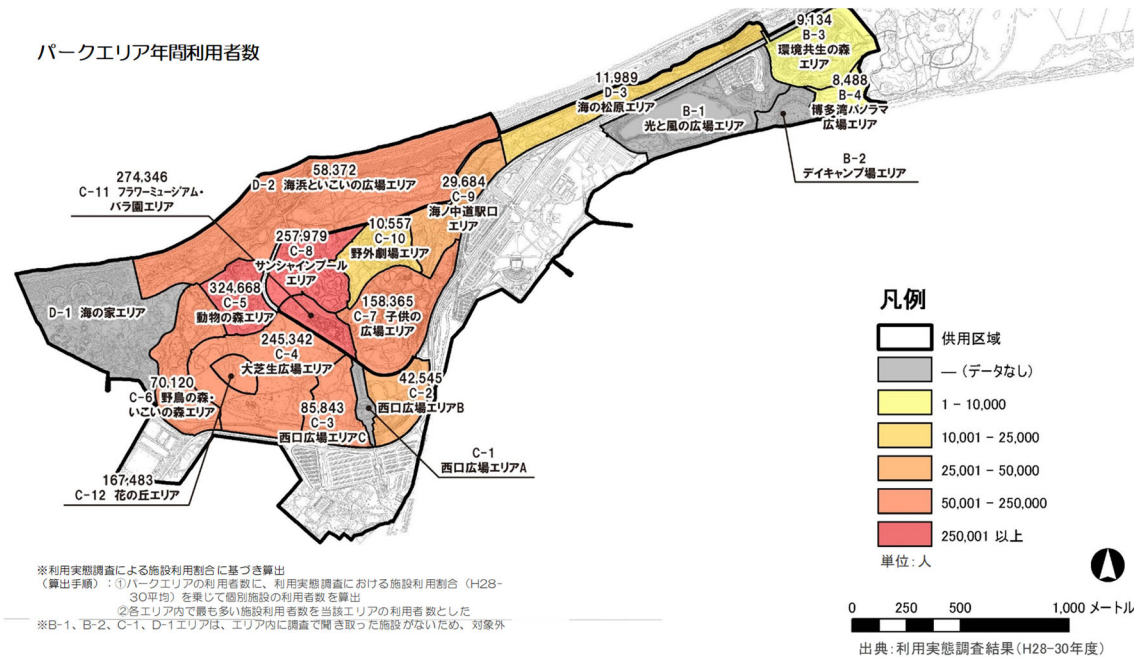 パークエリア年間利用者数
9,134
B-3
環境共生の森
エリア
8,488
B-4
博多湾パノラマ
広場エリア
11,989
D-3
海の松原エリア
B-1
光と風の広場エリア
B-2
デイキャンプ場エリア
58,372
D-2 海浜といこいの広場エリア
274,346
C-11 フラワーミュージアム・
バラ園エリア
29,684
C-9
海ノ中道駅口
エリア
10,557
C-10
野外劇場エリア
257,979
C-8
サンシャインプール
エリア
324,668
C-5
動物の森エリア
D-1 海の家エリア
158,365
C-7 子供の
広場エリア
245,342
C-4
大芝生広場エリア
70,120
C-6 野鳥の森・
いこいの森エリア
85,843
C-3
西口広場エリアC
42,545
C-2
西口広場エリアB
C-1
西口広場エリアA
167,483
C-12 花の丘エリア
凡例
供用区域
― (データなし)
1 - 10,000
10,001 - 25,000
25,001 - 50,000
50,001 - 250,000
250,001 以上
単位: 人
0 250 500 1,000 メートル
出典: 利用実態調査結果(H28-30年度)
※利用実態調査による施設利用割合に基づき算出
(算出手順) : ①パークエリアの利用者数に、利用実態調査における施設利用割合 (H28-
30平均) を乗じて個別施設の利用者数を算出
②各エリア内で最も多い施設利用者数を当該エリアの利用者数とした
※B-1、B-2、C-1、D-1エリアは、エリア内に調査で聞き取った施設がないため、対象外